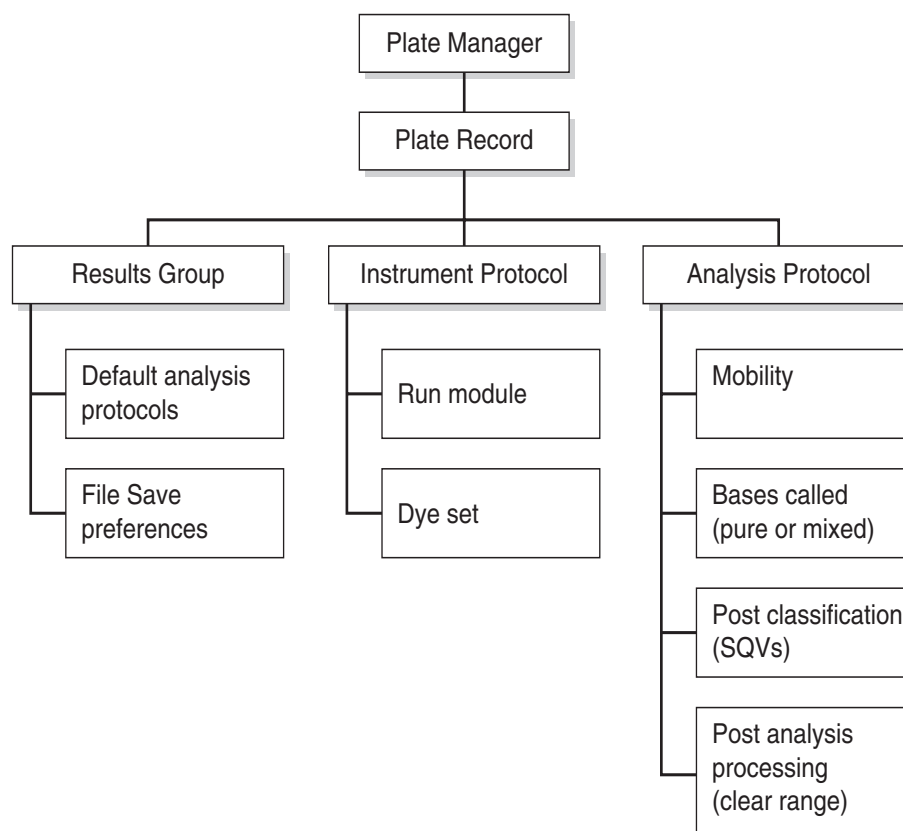 Plate Manager
Plate Record
Results Group
Instrument Protocol
Analysis Protocol
Default analysis
protocols
File Save
preferences
Run module
Dye set
Mobility
Bases called
(pure or mixed)
Post classification
(SQVs)
Post analysis
processing
(clear range)